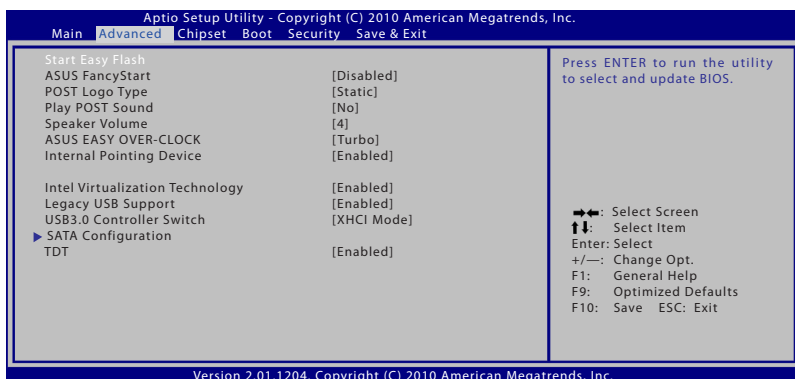 Aptio Setup Utility - Copyright (C) 2010 American Megatrends, Inc.
Main Advanced Chipset Boot Security Save & Exit
Start Easy Flash
ASUS FancyStart [Disabled]
POST Logo Type [Static]
Play POST Sound [No]
Speaker Volume [4]
ASUS EASY OVER-CLOCK [Turbo]
Internal Pointing Device [Enabled]
Intel Virtualization Technology [Enabled]
Legacy USB Support [Enabled]
USB3.0 Controller Switch [XHCI Mode]
SATA Configuration
TDT [Enabled]
Press ENTER to run the utility
to select and update BIOS.
→←: Select Screen
↑↓: Select Item
Enter: Select
+/—: Change Opt.
F1: General Help
F9: Optimized Defaults
F10: Save ESC: Exit
Version 2.01.1204. Copyright (C) 2010 American Megatrends, Inc.